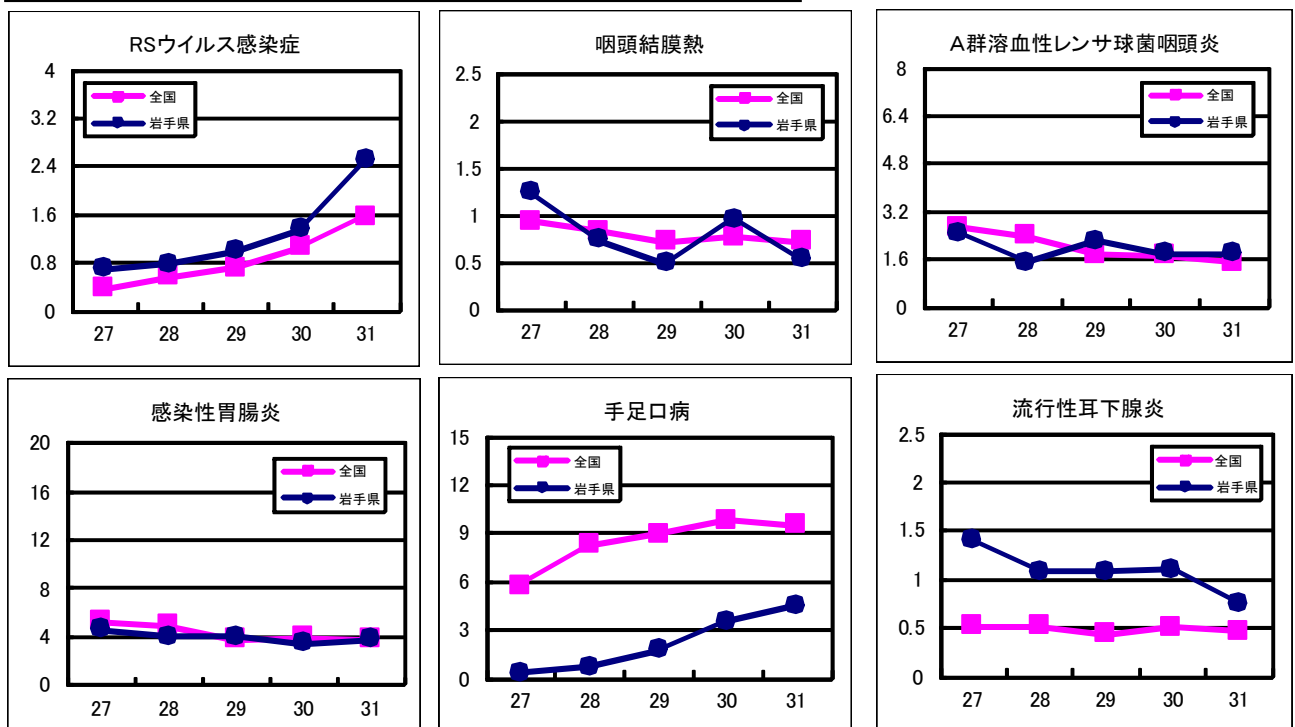 RSウイルス感染症
4
3.2
2.4
1.6
0.8
0
全国
岩手県
27 28 29 30 31
咽頭結膜熱
2.5
2
1.5
1
0.5
0
全国
岩手県
27 28 29 30 31
A群溶血性レンサ球菌咽頭炎
8
6.4
4.8
3.2
1.6
0
全国
岩手県
27 28 29 30 31
感染性胃腸炎
20
16
12
8
4
0
全国
岩手県
27 28 29 30 31
手足口病
15
12
9
6
3
0
全国
岩手県
27 28 29 30 31
流行性耳下腺炎
2.5
2
1.5
1
0.5
0
全国
岩手県
27 28 29 30 31